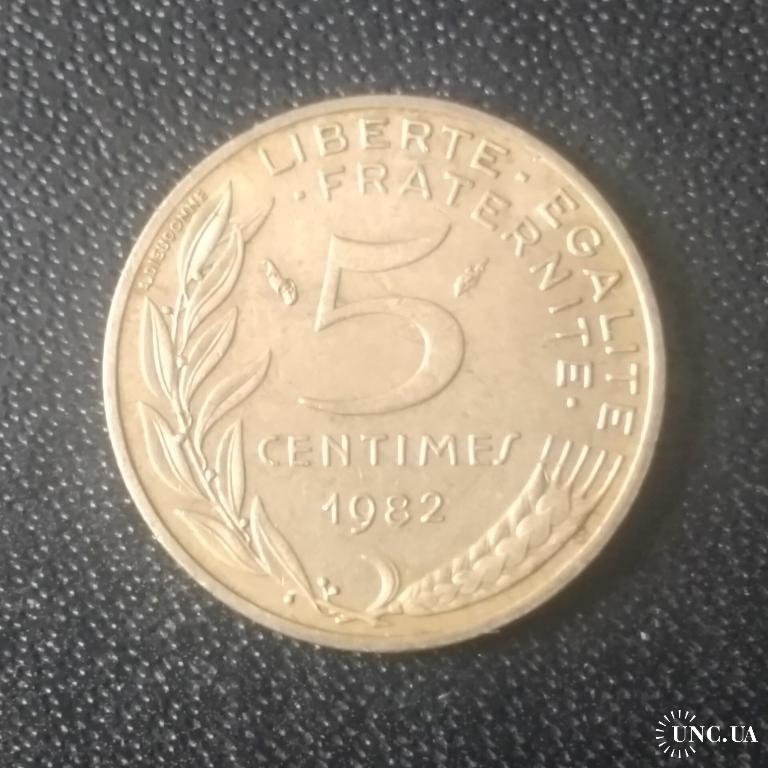 LIBERTE · EGALITE
· FRATERNITE ·
A.DIEUDONNE
5
CENTIMES
1982
UNC.UA